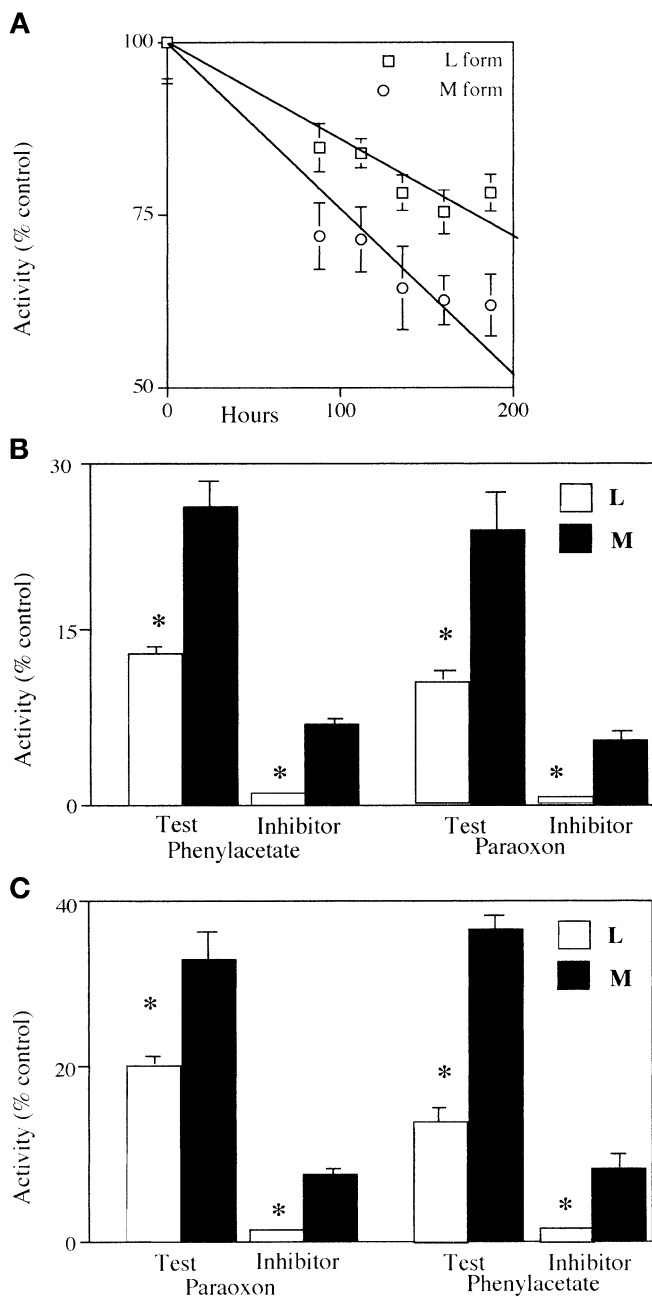 A
100
75
50
Activity (% control)
L form
M form
0
Hours
100
200
B
30
15
0
Activity (% control)
L
M
*
*
*
*
Test
Inhibitor
Test
Inhibitor
Phenylacetate
Paraoxon
C
40
20
0
Activity (% control)
L
M
*
*
*
*
Test
Inhibitor
Test
Inhibitor
Paraoxon
Phenylacetate